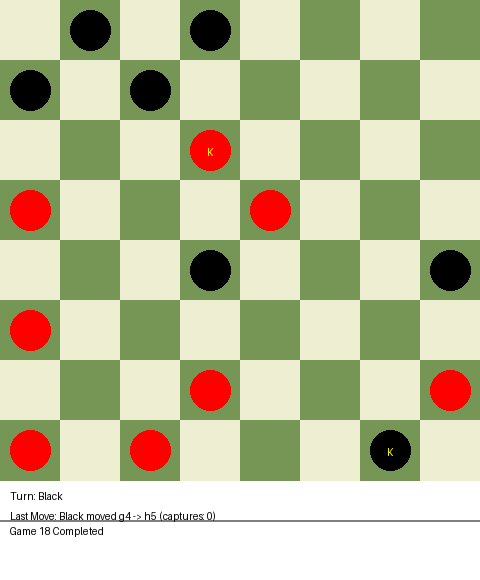 K
K
Turn: Black
Last Move: Black moved g4 -> h5 (captures: 0)
Game 18 Completed